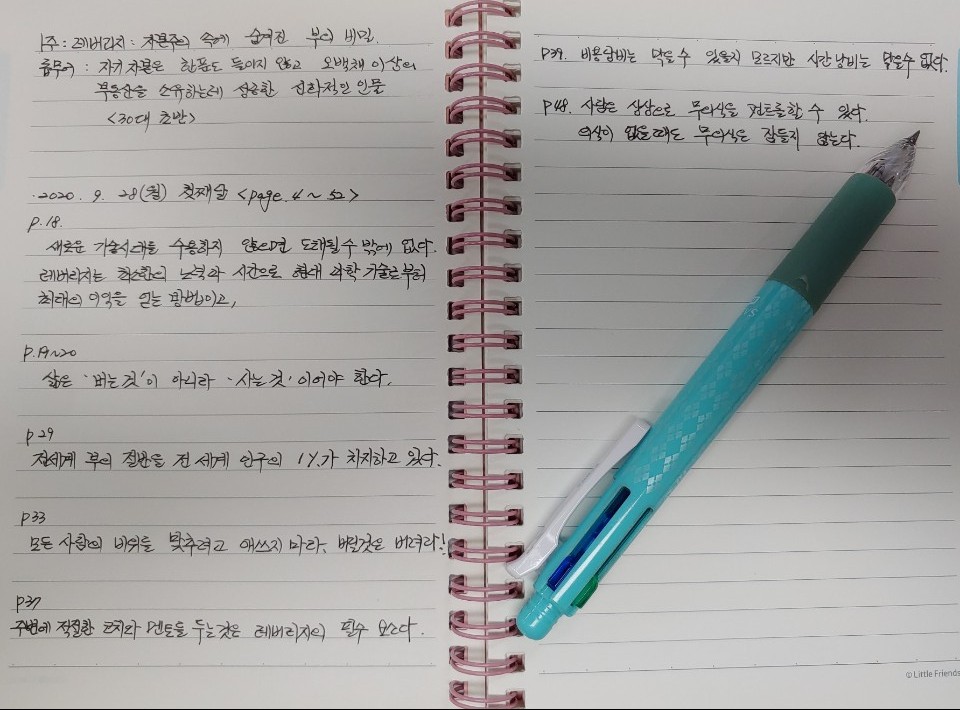 1주: 레버리지: 자본주의 속에 숨겨진 부의 비밀.
롭무어: 자기자본은 한푼도 들이지 않고 오백채 이상의
부동산을 소유하는데 성공한 전략적인 인물
<30대 초반>
·2020. 9. 28(월) 첫째날 <page. 4~52>
p.18.
새로운 기술시대를 수용하지 않으면 도태될 수 밖에 없다.
레버리지는 최소한의 노력과 시간으로 현대 과학 기술로부터
최대의 이익을 얻는 방법이고,
p.19~20
삶은 '버는 것'이 아니라 '사는 것'이어야 한다.
p29
전세계 부의 절반을 전 세계 인구의 1%가 차지하고 있다.
p33
모든 사람의 비위를 맞추려고 애쓰지 마라, 버릴것은 버려라!
p37
주변에 적절한 코치와 멘토를 두는것은 레버리지의 필수 요소다.
p39. 비용낭비는 막을 수 있을지 모르지만 시간낭비는 막을수 없다.
p48. 사람은 상상으로 무의식을 컨트롤할 수 있다.
의식이 없을때도 무의식은 잠들지 않는다.
© Little Friends